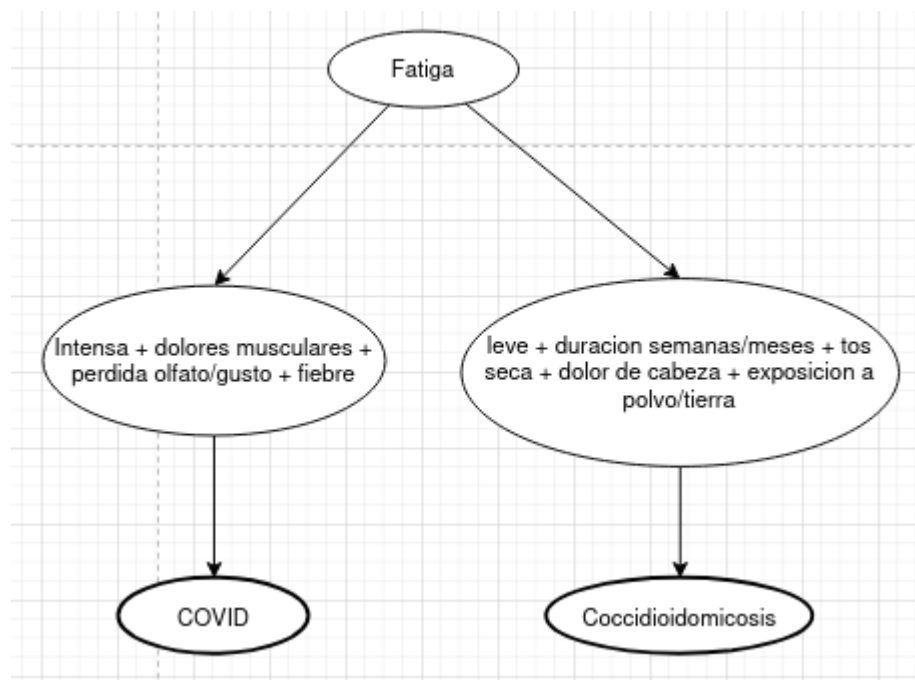 Fatiga
Intensa + dolores musculares +
perdida olfato/gusto + fiebre
leve + duracion semanas/meses + tos
seca + dolor de cabeza + exposicion a
polvo/tierra
COVID
Coccidioidomicosis